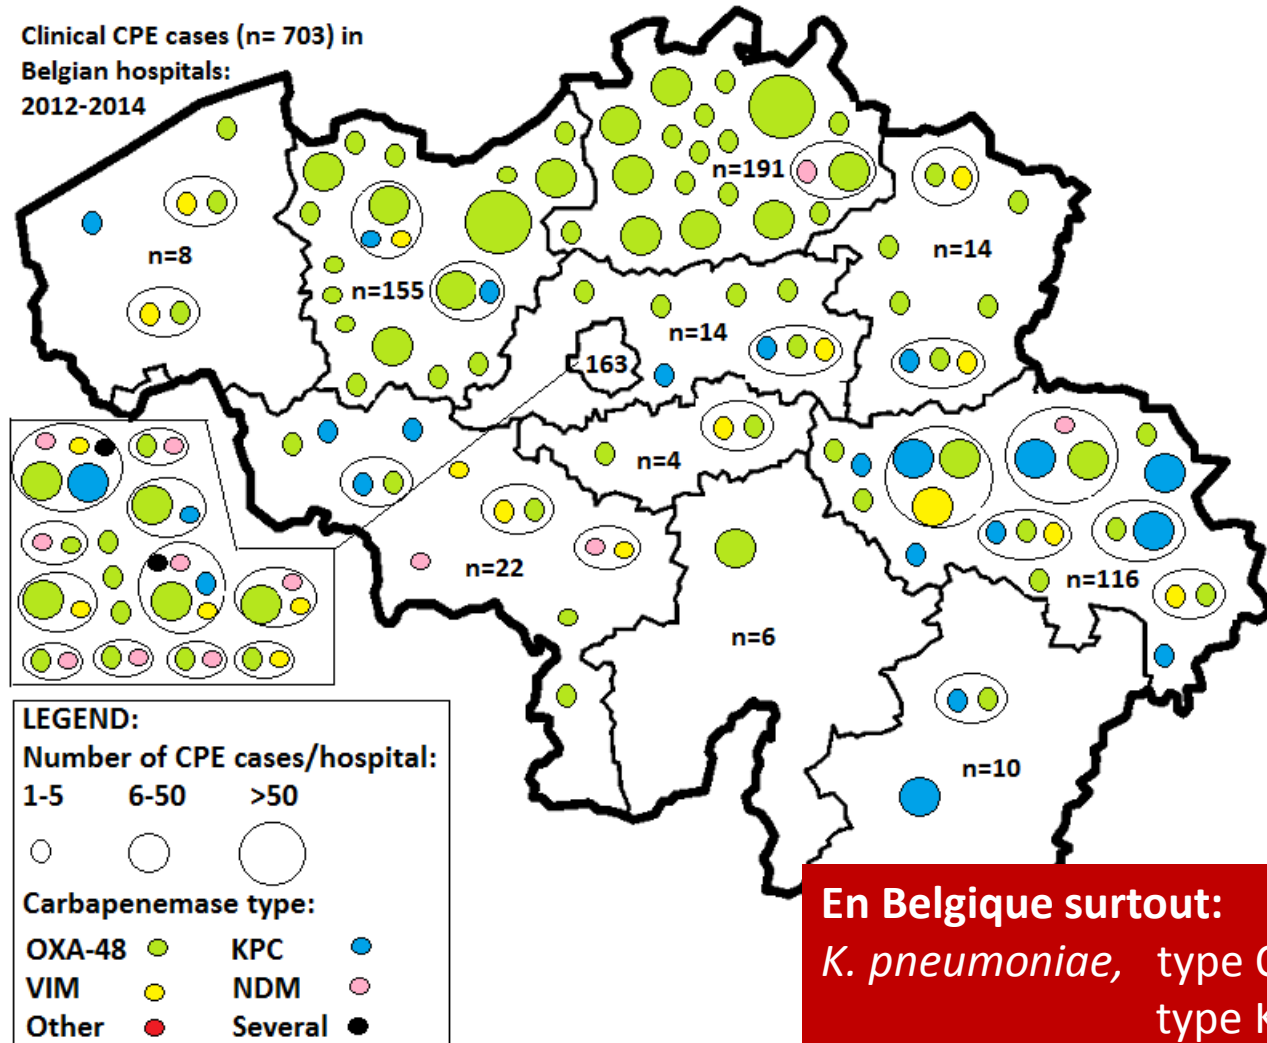 Clinical CPE cases (n= 703) in
Belgian hospitals:
2012-2014
n=191
n=8
n=14
n=155
n=14
163
n=4
n=22
n=116
n=6
n=10
LEGEND:
Number of CPE cases/hospital:
1-5 6-50 >50
Carbapenemase type:
OXA-48 KPC
VIM NDM
Other Several
En Belgique surtout:
K. pneumoniae, type
type K